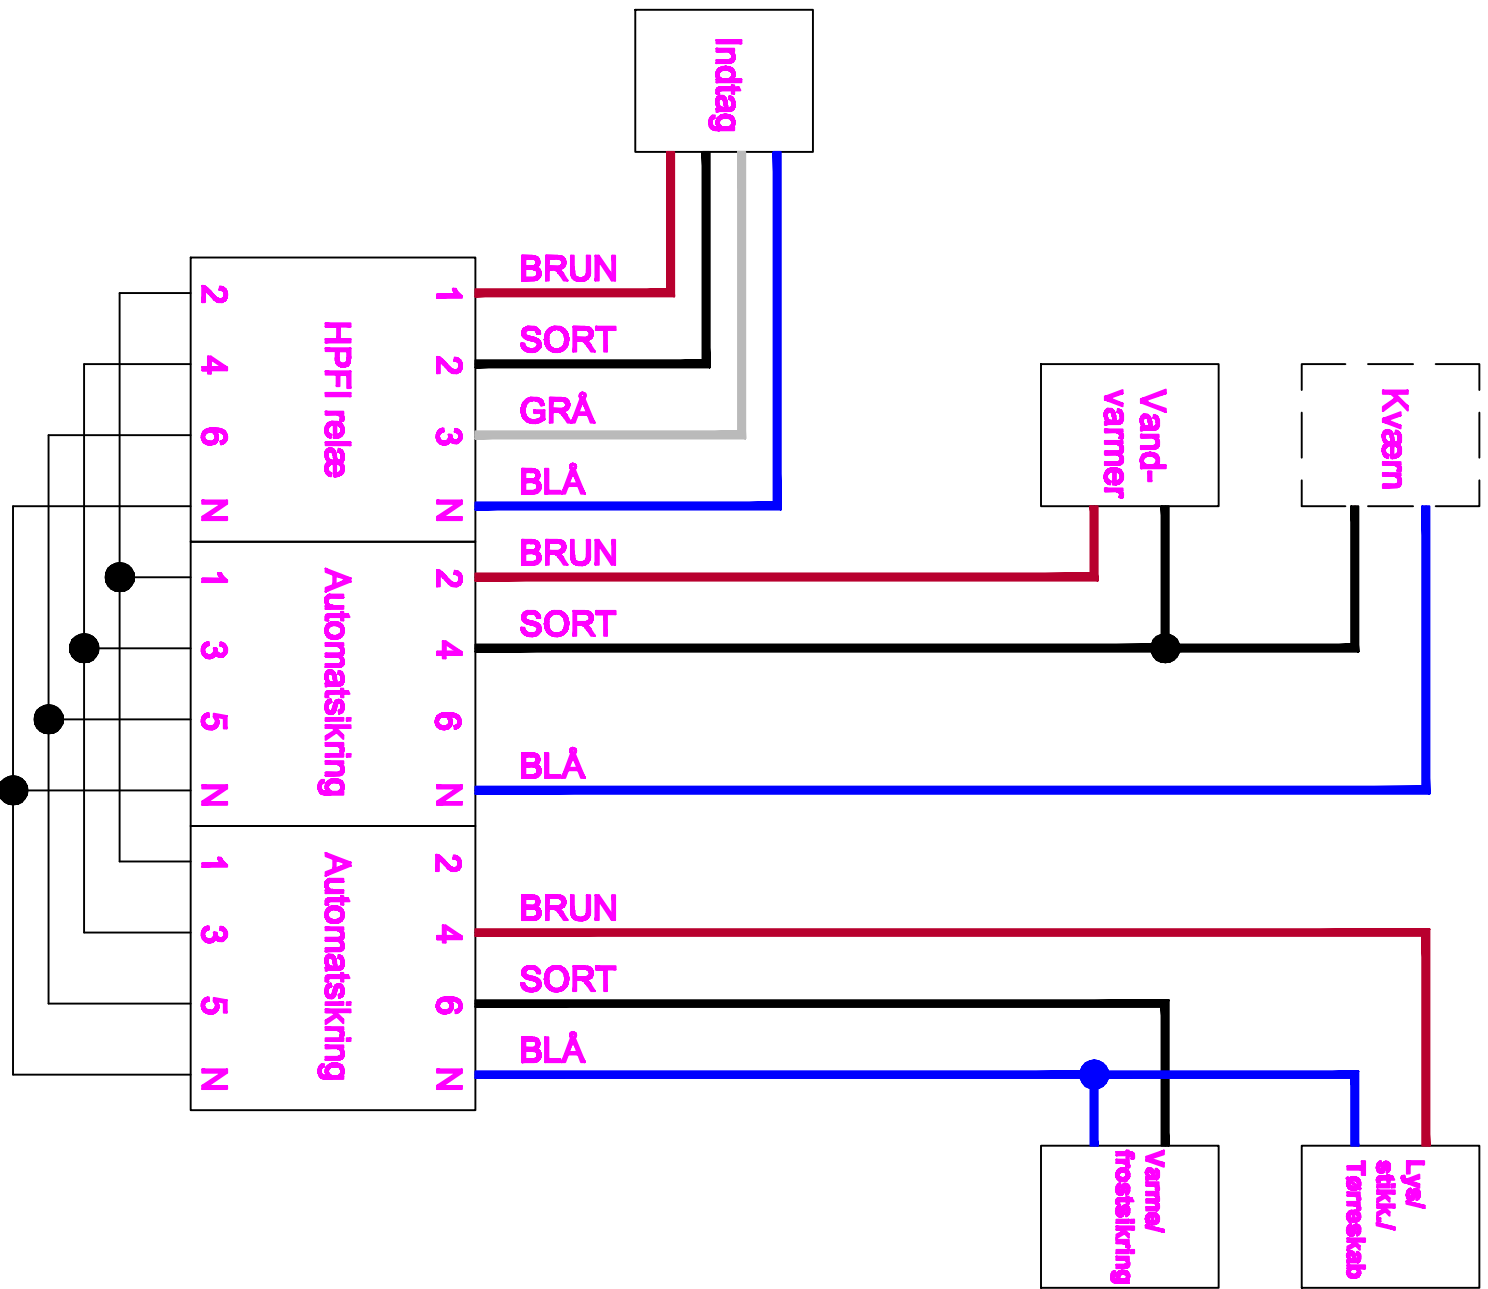 Indtag
BRUN
SORT
GRÅ
BLÅ
2
4
6
N
HPFI relæ
1
2
3
N
BRUN
SORT
BLÅ
1
3
5
N
Automatsikring
2
4
6
N
Vand-
varmer
Kværn
BRUN
SORT
BLÅ
1
3
5
N
Automatsikring
2
4
6
N
Varme/
frostsikring
Lys/
stikk./
Tørreskab